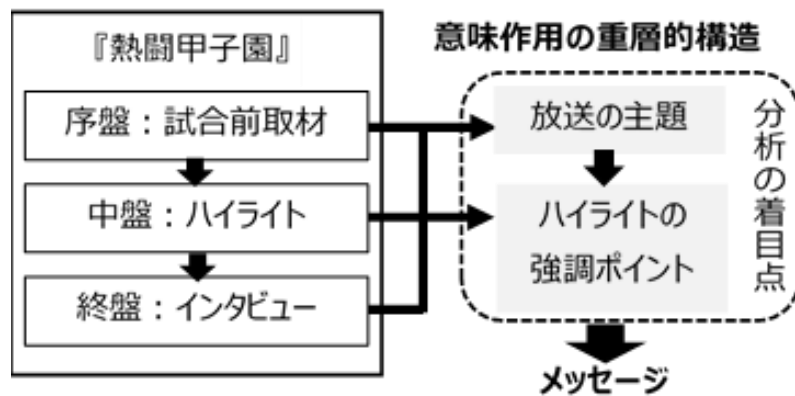 『熱闘甲子園』
序盤：試合前取材
中盤：ハイライト
終盤：インタビュー
意味作用の重層的構造
放送の主題
ハイライトの
強調ポイント
分析の着目点
メッセージ